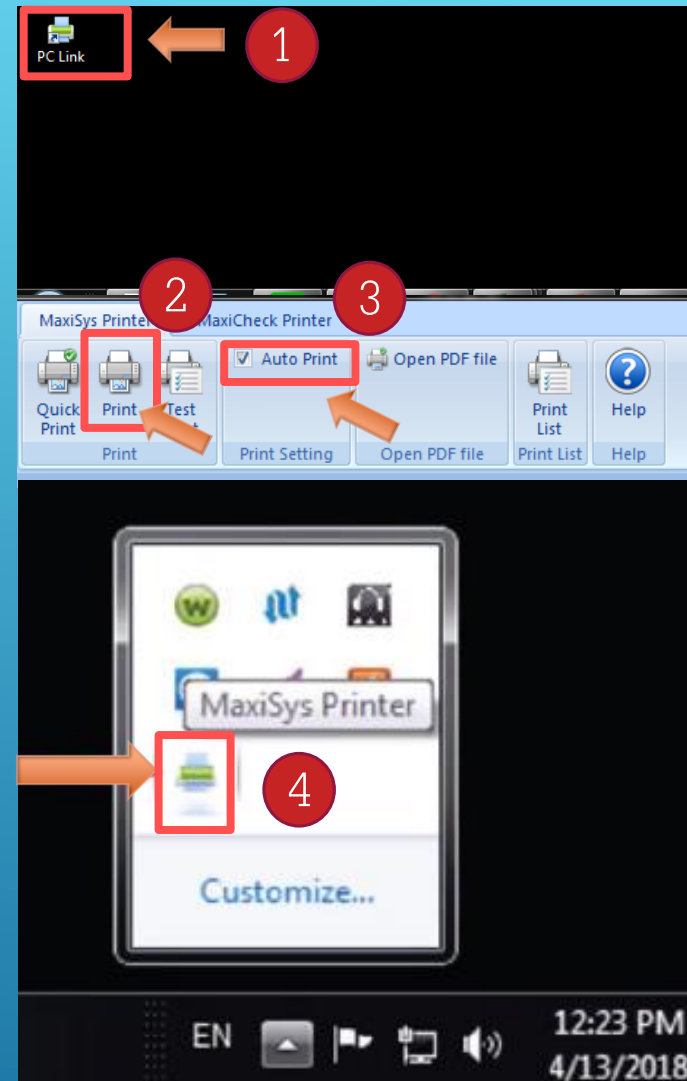 PC Link
1
2
3
MaxiSys Printer
MaxiCheck Printer
Quick Print
Print
Test
Auto Print
Open PDF file
Print List
Help
Print
Print Setting
Open PDF file
Print List
Help
MaxiSys Printer
4
Customize...
EN
12:23 PM
4/13/2018